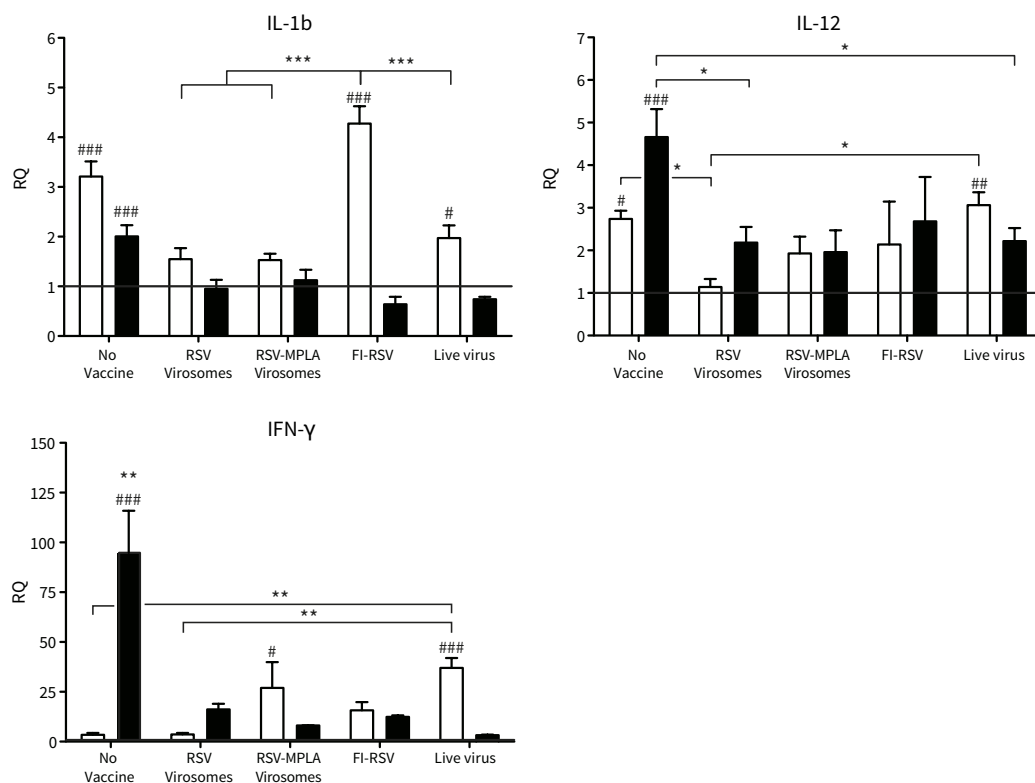 IL-1b
6
5
4
3
2
1
0
RQ
###
###
***
***
###
#
No
Vaccine
RSV
Virosomes
RSV-MPLA
Virosomes
FI-RSV
Live virus
IL-12
7
6
5
4
3
2
1
0
RQ
*
*
###
*
*
#
##
No
Vaccine
RSV
Virosomes
RSV-MPLA
Virosomes
FI-RSV
Live virus
IFN-γ
150
125
100
75
50
25
0
RQ
**
###
**
**
#
###
No
Vaccine
RSV
Virosomes
RSV-MPLA
Virosomes
FI-RSV
Live virus